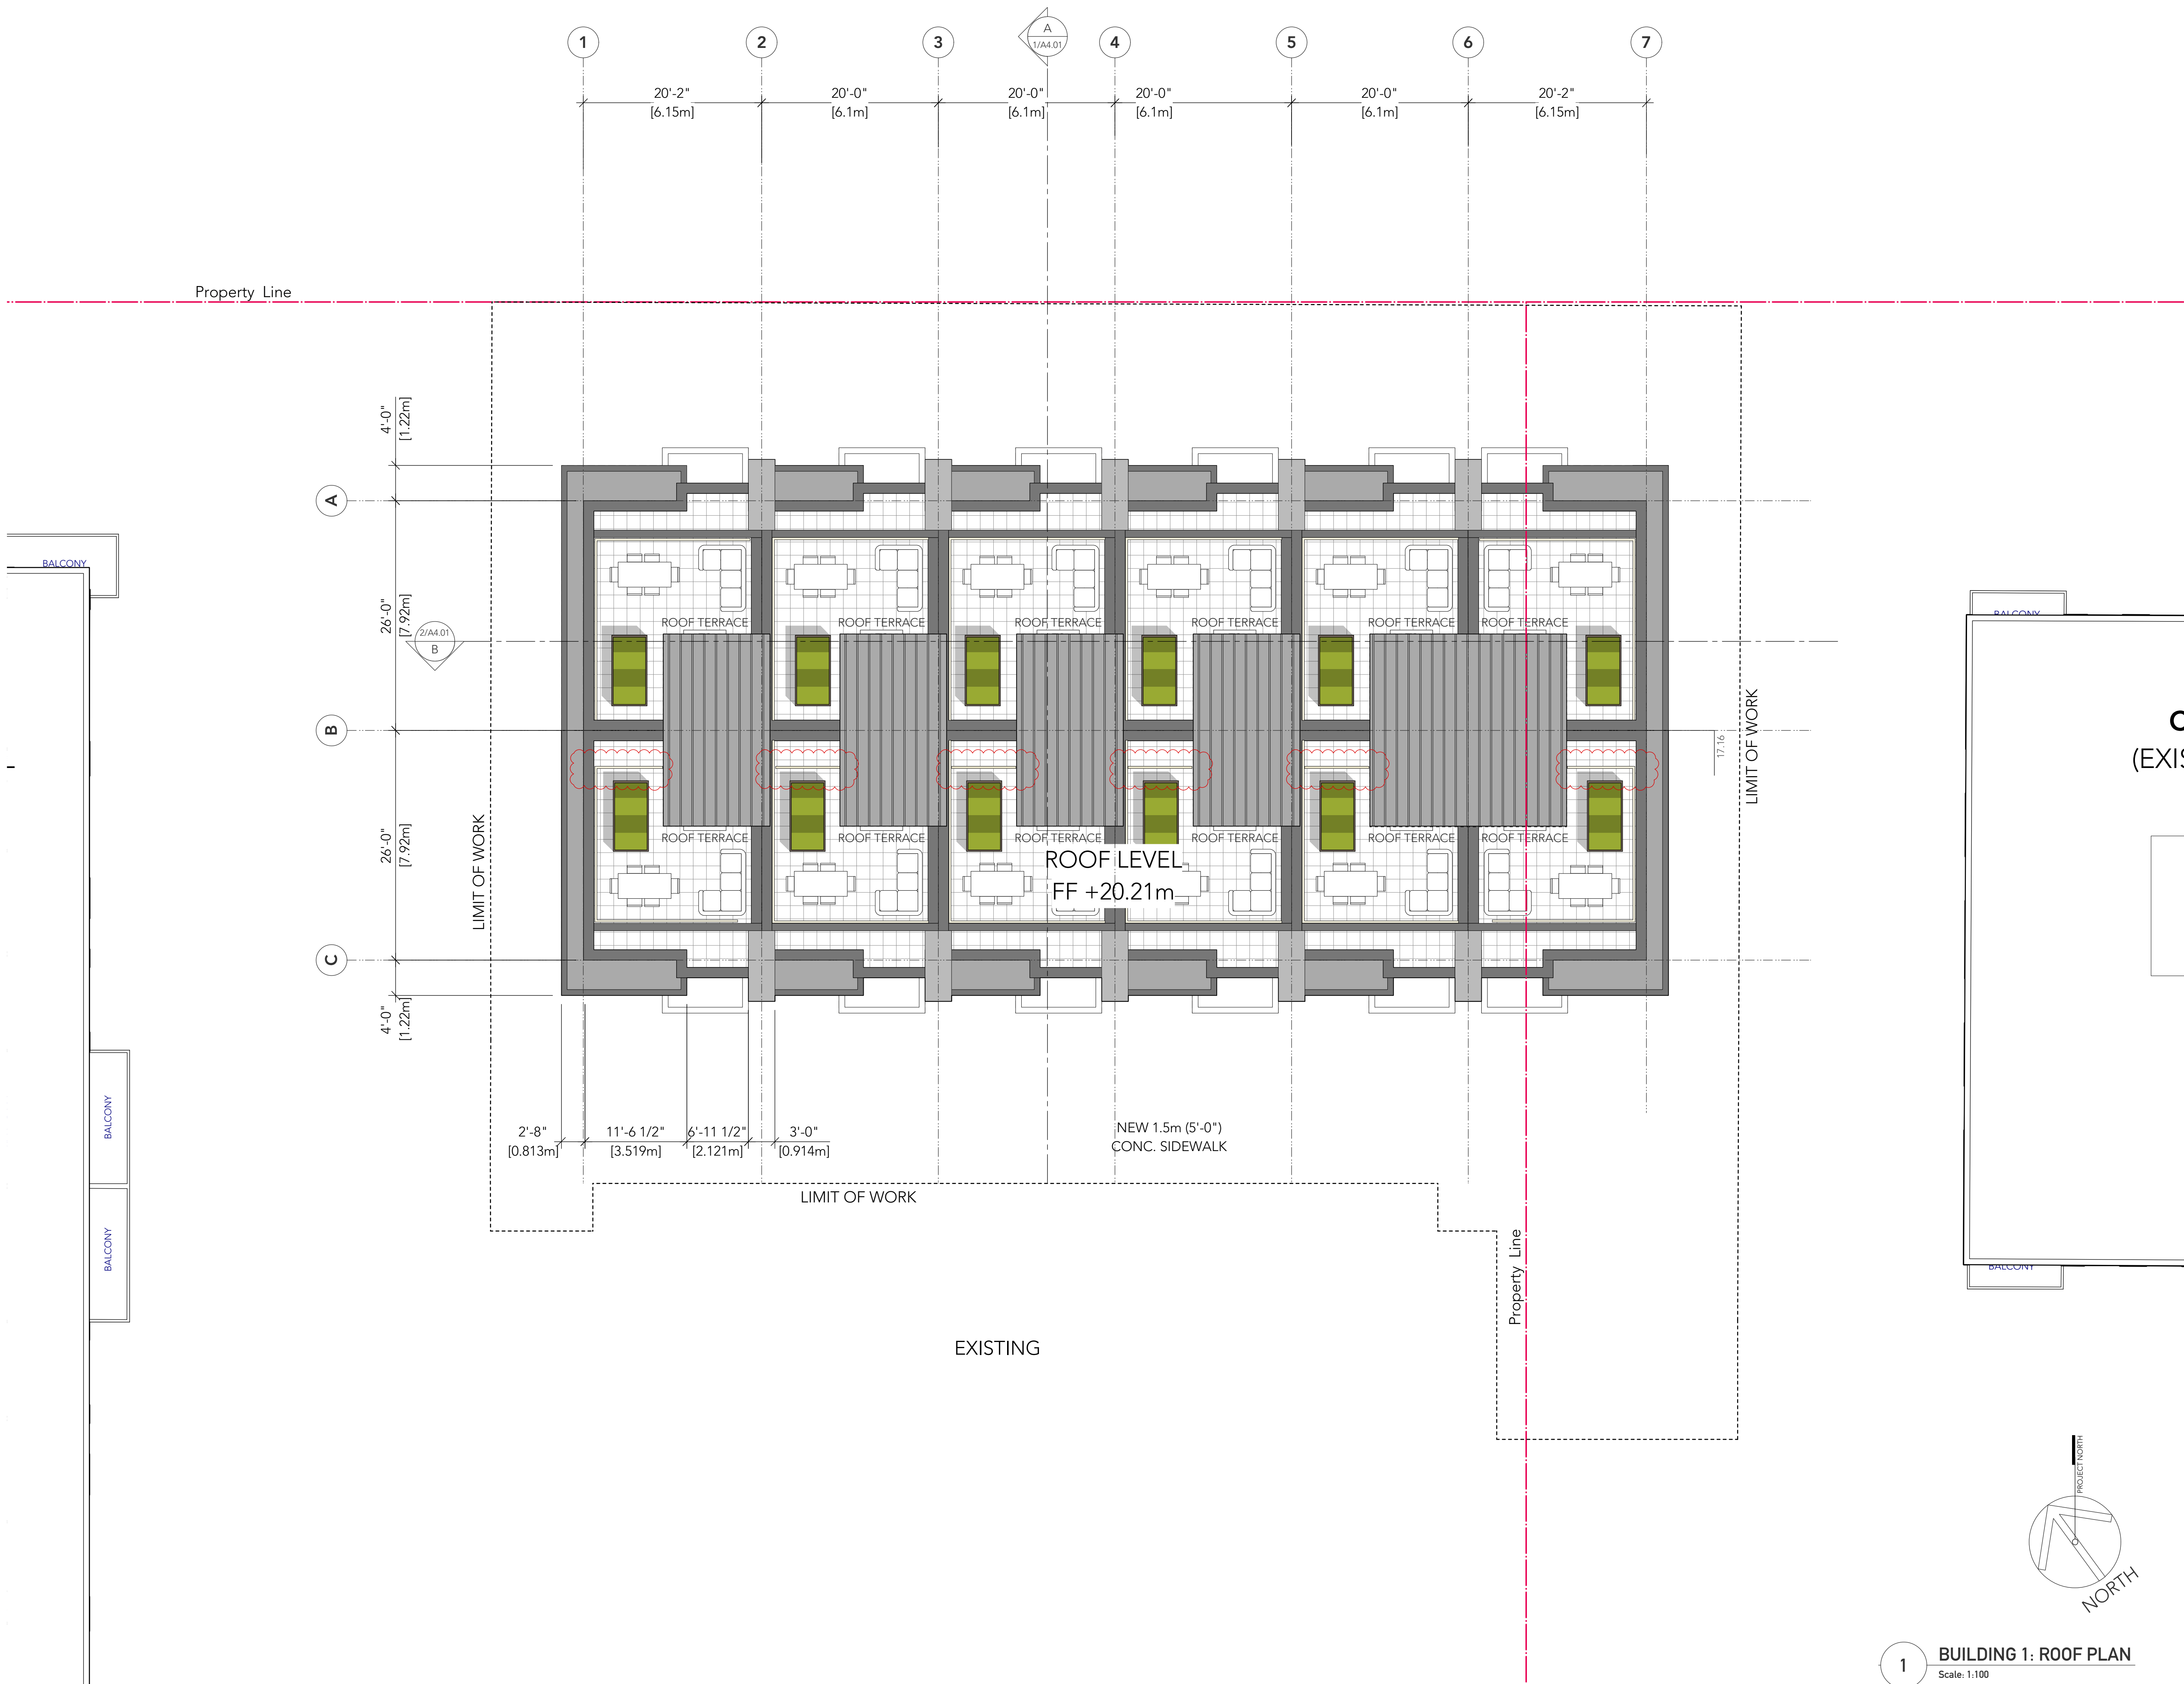 1
2
3
A
1/A4.01
4
5
6
7
20'-2"
[6.15m]
20'-0"
[6.1m]
20'-0"
[6.1m]
20'-0"
[6.1m]
20'-0"
[6.1m]
20'-2"
[6.15m]
Property Line
4'-0"
[1.22m]
A
26'-0"
[7.92m]
2/A4.01
B
B
26'-0"
[7.92m]
C
4'-0"
[1.22m]
BALCONY
BALCONY
BALCONY
BALCONY
BALCONY
ROOF TERRACE
ROOF TERRACE
ROOF TERRACE
ROOF TERRACE
ROOF TERRACE
ROOF TERRACE
ROOF TERRACE
ROOF TERRACE
ROOF TERRACE
ROOF TERRACE
ROOF TERRACE
ROOF TERRACE
ROOF LEVEL
FF +20.21m
17.16
LIMIT OF WORK
LIMIT OF WORK
(EXIS
2'-8"
[0.813m]
11'-6 1/2"
[3.519m]
6'-11 1/2"
[2.121m]
3'-0"
[0.914m]
NEW 1.5m (5'-0")
CONC. SIDEWALK
LIMIT OF WORK
Property Line
EXISTING
PROJECT NORTH
NORTH
1
BUILDING 1: ROOF PLAN
Scale: 1:100